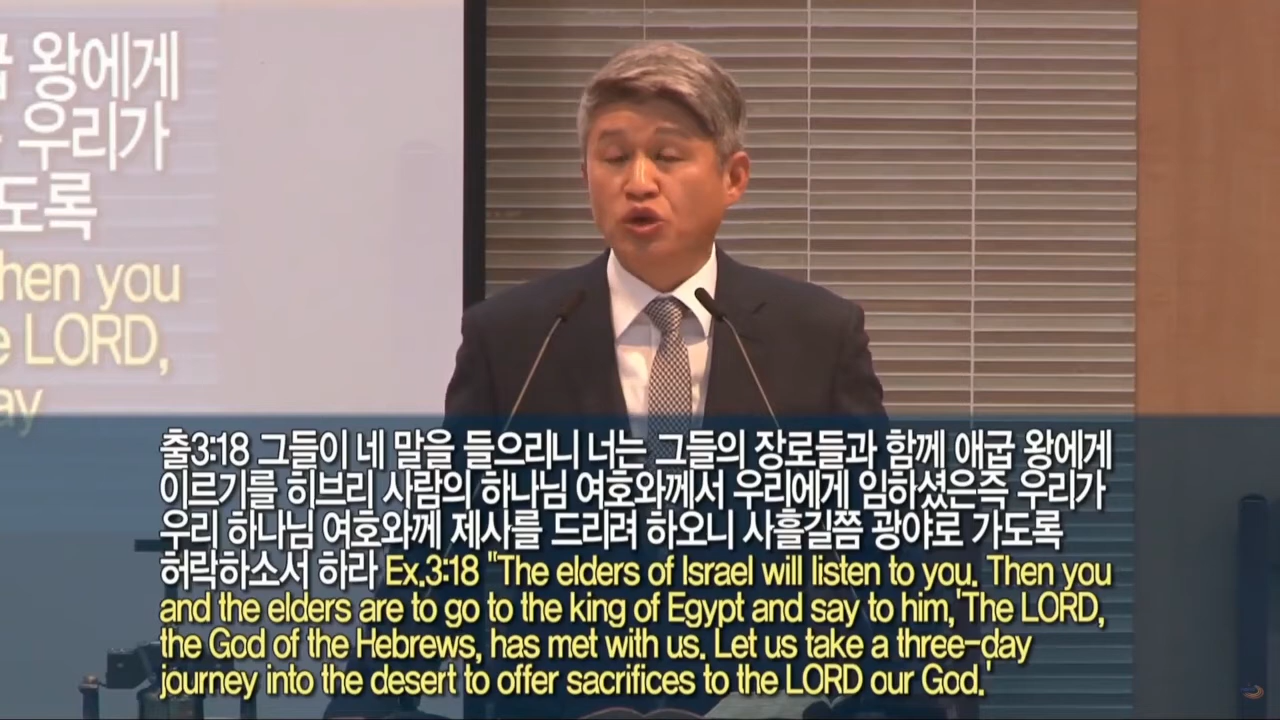 왕에게
우리가
도록
hen you
e LORD,
ay
출3:18 그들이 네 말을 들으리니 너는 그들의 장로들과 함께 애굽 왕에게
이르기를 히브리 사람의 하나님 여호와께서 우리에게 임하셨은즉 우리가
우리 하나님 여호와께 제사를 드리려 하오니 사흘길쯤 광야로 가도록
허락하소서 하라 Ex.3:18 "The elders of Israel will listen to you. Then you
and the elders are to go to the king of Egypt and say to him,'The LORD,
the God of the Hebrews, has met with us. Let us take a three-day
journey into the desert to offer sacrifices to the LORD our God.'